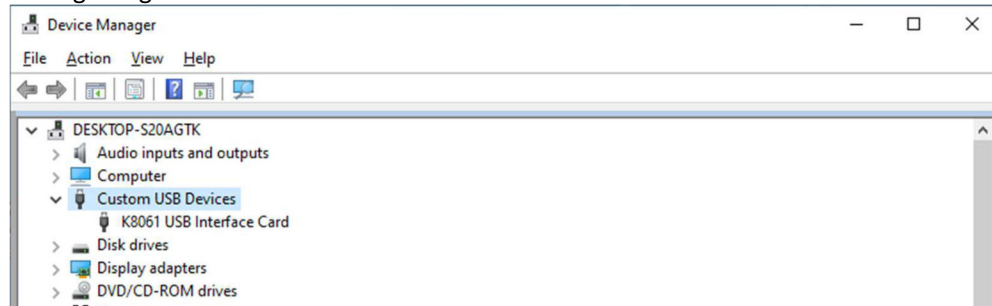 Device Manager
File Action View Help
DESKTOP-S20AGTK
Audio inputs and outputs
Computer
Custom USB Devices
K8061 USB Interface Card
Disk drives
Display adapters
DVD/CD-ROM drives